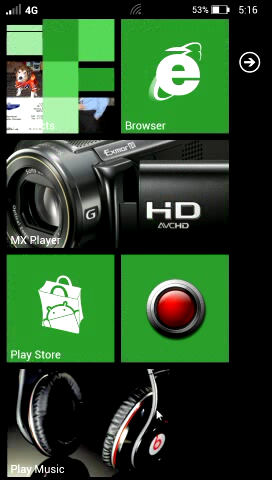 4G
53%
5:16
Browser
Exmor R
G
HD
AVCHD
MX Player
Play Store
Play Music